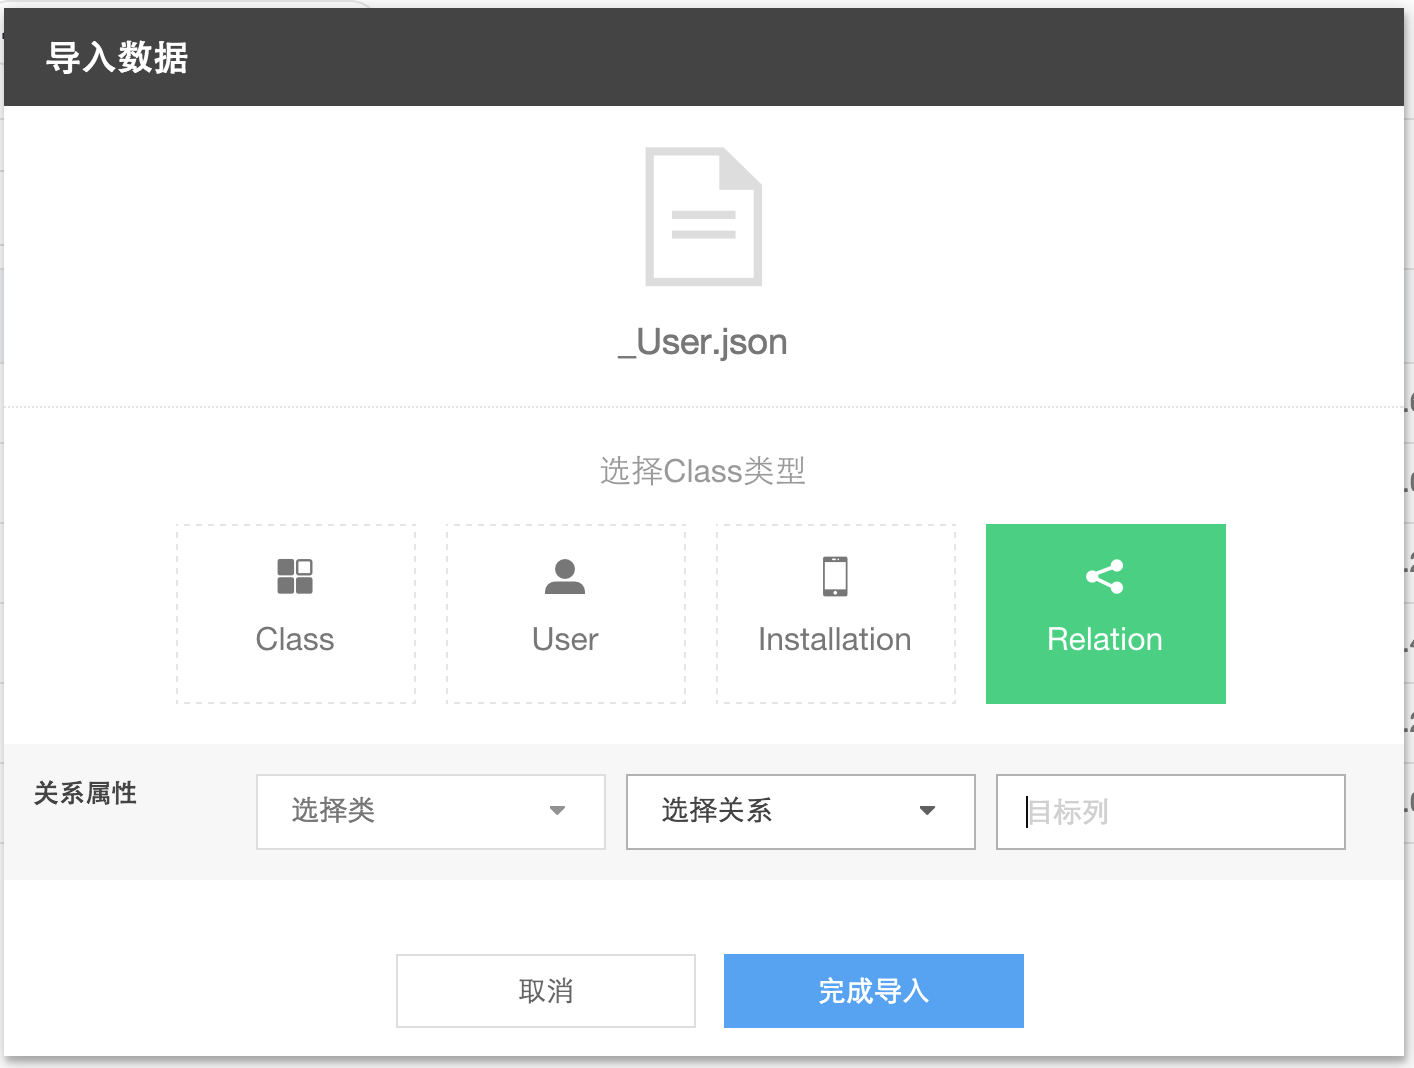 导入数据
_User.json
选择Class类型
Class
User
Installation
Relation
关系属性
选择类
选择关系
目标列
取消
完成导入